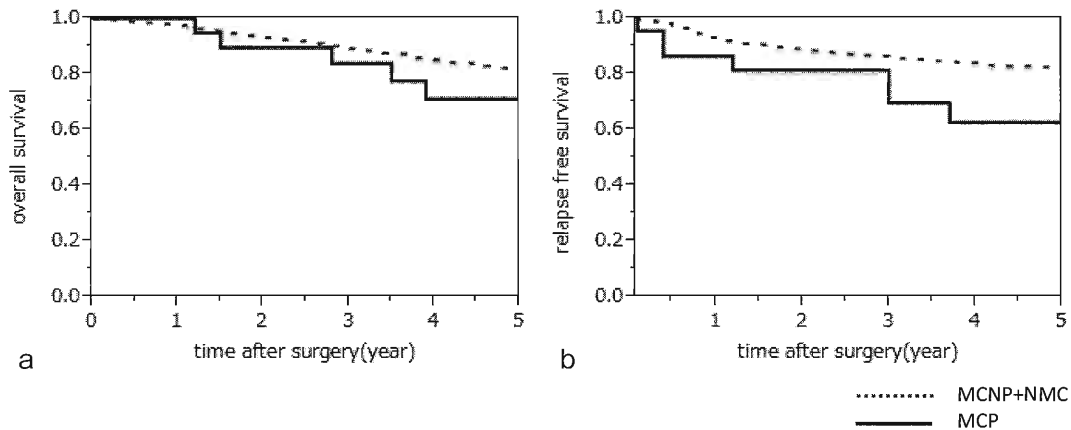 overall survival
1.0
0.8
0.6
0.4
0.2
0.0
0 1 2 3 4 5
time after surgery(year)
a
relapse free survival
1.0
0.8
0.6
0.4
0.2
0.0
1 2 3 4 5
time after surgery(year)
b
MCNP+NMC
MCP